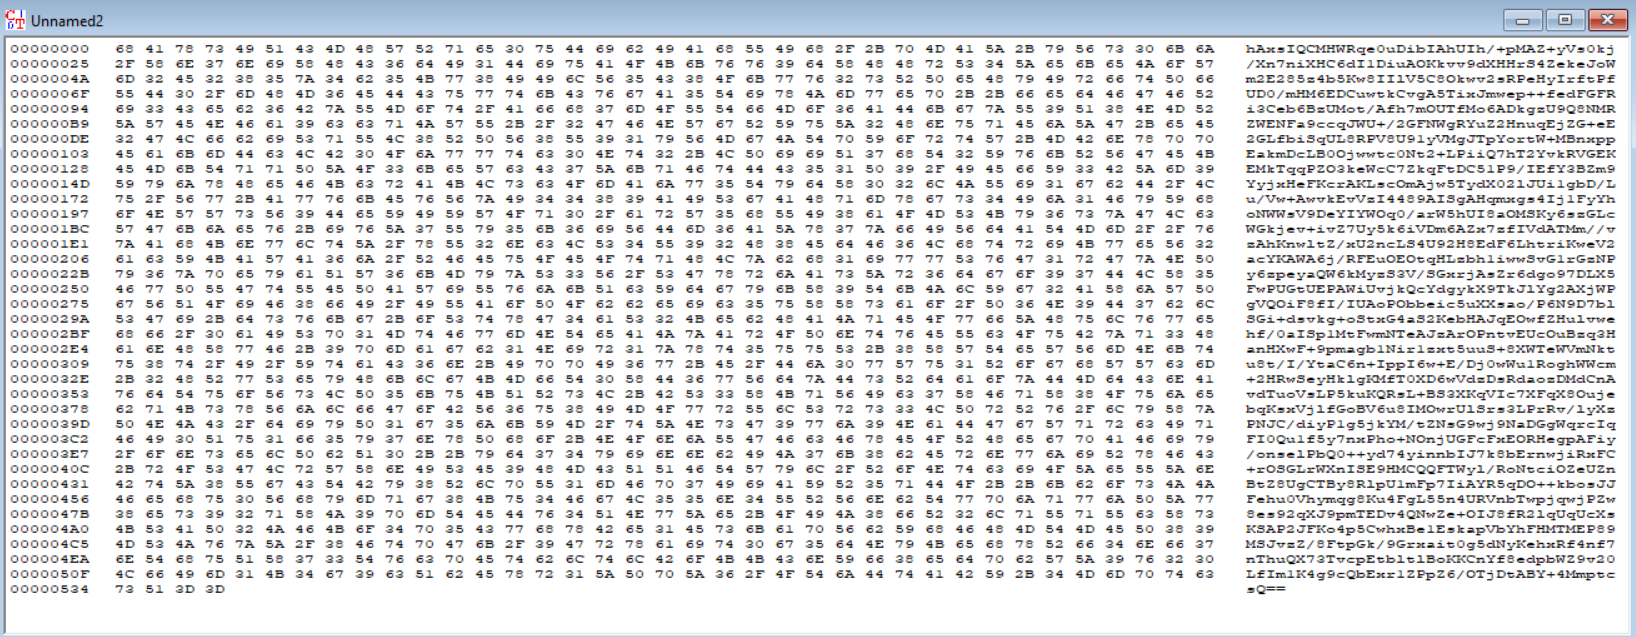 Unnamed2
00000000 68 41 78 73 49 51 43 4D 48 57 52 71 65 30 75 44 69 62 49 41 68 55 49 68 2F 2B 70 4D 41 5A 2B 79 56 73 30 6B 6A hAxsIQCMHWRqe0uDibIAhUIh/+pMAZ+yVs0kj
00000025 2F 58 6E 37 6E 69 58 48 43 36 64 49 31 44 69 75 41 4F 4B 6B 76 76 39 64 58 48 48 72 53 34 5A 65 6B 65 4A 6F 57 /Xn7niXHC6dI1DiuAOKkvv9dXHHrS4ZekeJoW
0000004A 6D 32 45 32 38 35 7A 34 62 35 4B 77 38 49 49 6C 56 35 43 38 4F 6B 77 76 32 73 52 50 65 48 79 49 72 66 74 50 66 m2E285z4b5Kw8IIlV5C8Okwv2sRPeHyIrftPf
0000006F 55 44 30 2F 6D 48 4D 36 45 44 43 75 77 74 6B 43 76 67 41 35 54 69 78 4A 6D 77 65 70 2B 2B 66 65 64 46 47 46 52 UD0/mHM6EDCuwtkCvgA5TixJmwep++fedFGFR
00000094 69 33 43 65 62 36 42 7A 55 4D 6F 74 2F 41 66 68 37 6D 4F 55 54 66 4D 6F 36 41 44 6B 67 7A 55 39 51 38 4E 4D 52 i3Ceb6BzUMot/Afh7mOUTfMo6ADkgzU9Q8NMR
000000B9 5A 57 45 4E 46 61 39 63 63 71 4A 57 55 2B 2F 32 47 46 4E 57 67 52 59 75 5A 32 48 6E 75 71 45 6A 5A 47 2B 65 45 ZWENFa9ccqJWU+/2GFNWgRYuZ2HnuqEjZG+eE
000000DE 32 47 4C 66 62 69 53 71 55 4C 38 52 50 56 38 55 39 31 79 56 4D 67 4A 54 70 59 6F 72 74 57 2B 4D 42 6E 78 70 70 2GLfbiSqUL8RPV8U91yVMgJTpYortW+MBnxpp
00000103 45 61 6B 6D 44 63 4C 42 30 4F 6A 77 77 74 63 30 4E 74 32 2B 4C 50 69 69 51 37 68 54 32 59 76 6B 52 56 47 45 4B EakmDcLB0Ojwwtc0Nt2+LPiiQ7hT2YvkRVGEK
00000128 45 4D 6B 54 71 71 50 5A 4F 33 6B 65 57 63 43 37 5A 6B 71 46 74 44 43 35 31 50 39 2F 49 45 66 59 33 42 5A 6D 39 EMkTqqPZO3keWcC7ZkqFtDC51P9/IEfY3BZm9
0000014D 59 79 6A 78 48 65 46 4B 63 72 41 4B 4C 73 63 4F 6D 41 6A 77 35 54 79 64 58 30 32 6C 4A 55 69 31 67 62 44 2F 4C YyjxHeFKcrAKLscOmAjw5TydX02lJUi1gbD/L
00000172 75 2F 56 77 2B 41 77 76 6B 45 76 56 7A 49 34 34 38 39 41 49 53 67 41 48 71 6D 78 67 73 34 49 6A 31 46 79 59 68 u/Vw+AwvkEvVzI4489AISgAHqmxgs4Ij1FyYh
00000197 6F 4E 57 57 73 56 39 44 65 59 49 59 57 4F 71 30 2F 61 72 57 35 68 55 49 38 61 4F 4D 53 4B 79 36 73 7A 47 4C 63 oNWWsV9DeYIYWOq0/arW5hUI8aOMSKy6szGLc
000001BC 57 47 6B 6A 65 76 2B 69 76 5A 37 55 79 35 6B 36 69 56 44 6D 36 41 5A 78 37 7A 66 49 56 64 41 54 4D 6D 2F 2F 76 WGkjev+ivZ7Uy5k6iVDm6AZx7zfIVdATMm//v
000001E1 7A 41 68 4B 6E 77 6C 74 5A 2F 78 55 32 6E 63 4C 53 34 55 39 32 48 38 45 64 46 36 4C 68 74 72 69 4B 77 65 56 32 zAhKnwltZ/xU2ncLS4U92H8EdF6LhtriKweV2
00000206 61 63 59 4B 41 57 41 36 6A 2F 52 46 45 75 4F 45 4F 74 71 48 4C 7A 62 68 31 69 77 77 53 76 47 31 72 47 7A 4E 50 acYKAWA6j/RFEuOEOtqHLzbh1iwwSvG1rGzNP
0000022B 79 36 7A 70 65 79 61 51 57 36 6B 4D 79 7A 53 33 56 2F 53 47 78 72 6A 41 73 5A 72 36 64 67 6F 39 37 44 4C 58 35 y6zpeyaQW6kMyzS3V/SGxrjAsZr6dgo97DLX5
00000250 46 77 50 55 47 74 55 45 50 41 57 69 55 76 6A 6B 51 63 59 64 67 79 6B 58 39 54 6B 4A 6C 59 67 32 41 58 6A 57 50 FwPUGtUEPAWiUvjkQcYdgykX9TkJlYg2AXjWP
00000275 67 56 51 4F 69 46 38 66 49 2F 49 55 41 6F 50 4F 62 62 65 69 63 35 75 58 58 73 61 6F 2F 50 36 4E 39 44 37 62 6C gVQOiF8fI/IUAoPObbeic5uXXsao/P6N9D7bl
0000029A 53 47 69 2B 64 73 76 6B 67 2B 6F 53 74 78 47 34 61 53 32 4B 65 62 48 41 4A 71 45 4F 77 66 5A 48 75 6C 76 77 65 SGi+dsvkg+oStxG4aS2KebHAJqEOwfZHulvwe
000002BF 68 66 2F 30 61 49 53 70 31 4D 74 46 77 6D 4E 54 65 41 4A 7A 41 72 4F 50 6E 74 76 45 55 63 4F 75 42 7A 71 33 48 hf/0aISp1MtFwmNTeAJzArOPntvEUcOuBzq3H
000002E4 61 6E 48 58 77 46 2B 39 70 6D 61 67 62 31 4E 69 72 31 7A 78 74 35 75 75 53 2B 38 58 57 54 65 57 56 6D 4E 6B 74 anHXwF+9pmagb1Nir1zxt5uuS+8XWTeWVmNkt
00000309 75 38 74 2F 49 2F 59 74 61 43 36 6E 2B 49 70 70 49 36 77 2B 45 2F 44 6A 30 77 57 75 31 52 6F 67 68 57 57 63 6D u8t/I/YtaC6n+IppI6w+E/Dj0wWu1RoghWWcm
0000032E 2B 32 48 52 77 53 65 79 48 6B 6C 67 4B 4D 66 54 30 58 44 36 77 56 64 7A 44 73 52 64 61 6F 7A 44 4D 64 43 6E 41 +2HRwSeyHklgKMfT0XD6wVdzDsRdaozDMdCnA
00000353 76 64 54 75 6F 56 73 4C 50 35 6B 75 4B 51 52 73 4C 2B 42 53 33 58 4B 71 56 49 63 37 58 46 71 58 38 4F 75 6A 65 vdTuoVsLP5kuKQRsL+BS3XKqVIc7XFqX8Ouje
00000378 62 71 4B 73 78 56 6A 6C 66 47 6F 42 56 36 75 38 49 4D 4F 77 72 55 6C 53 72 73 33 4C 50 72 52 76 2F 6C 79 58 7A bqKsxVjlfGoBV6u8IMOwrUlSrs3LPrRv/lyXz
0000039D 50 4E 4A 43 2F 64 69 79 50 31 67 35 6A 6B 59 4D 2F 74 5A 4E 73 47 39 77 6A 39 4E 61 44 47 67 57 71 72 63 49 71 PNJC/diyP1g5jkYM/tZNsG9wj9NaDGgWqrcIq
000003C2 46 49 30 51 75 31 66 35 79 37 6E 78 50 68 6F 2B 4E 4F 6E 6A 55 47 46 63 46 78 45 4F 52 48 65 67 70 41 46 69 79 FI0Qu1f5y7nxPho+NOnjUGFcFxEORHegpAFiy
000003E7 2F 6F 6E 73 65 6C 50 62 51 30 2B 2B 79 64 37 34 79 69 6E 6E 62 49 4A 37 6B 38 62 45 72 6E 77 6A 69 52 78 46 43 /onselPbQ0++yd74yinnbIJ7k8bErnwjiRxFC
0000040C 2B 72 4F 53 47 4C 72 57 58 6E 49 53 45 39 48 4D 43 51 51 46 54 57 79 6C 2F 52 6F 4E 74 63 69 4F 5A 65 55 5A 6E +rOSGLrWXnISE9HMCQQFTWyl/RoNtciOZeUZn
00000431 42 74 5A 38 55 67 43 54 42 79 38 52 6C 70 55 31 6D 46 70 37 49 69 41 59 52 35 71 44 4F 2B 2B 6B 62 6F 73 4A 4A BtZ8UgCTBy8RlpU1mFp7IiAYR5qDO++kbosJJ
00000456 46 65 68 75 30 56 68 79 6D 71 67 38 4B 75 34 46 67 4C 35 35 6E 34 55 52 56 6E 62 54 77 70 6A 71 77 6A 50 5A 77 Fehu0Vhymqg8Ku4FgL55n4URVnbTwpjqwjPZw
0000047B 38 65 73 39 32 71 58 4A 39 70 6D 54 45 44 76 34 51 4E 77 5A 65 2B 4F 49 4A 38 66 52 32 6C 71 55 71 55 63 58 73 8es92qXJ9pmTEDv4QNwZe+OIJ8fR2lqUqUcXs
000004A0 4B 53 41 50 32 4A 46 4B 6F 34 70 35 43 77 68 78 42 65 31 45 73 6B 61 70 56 62 59 68 46 48 4D 54 4D 45 50 38 39 KSAP2JFKo4p5CwhxBe1EskapVbYhFHMTMEP89
000004C5 4D 53 4A 76 7A 5A 2F 38 46 74 70 47 6B 2F 39 47 72 78 61 69 74 30 67 35 64 4E 79 4B 65 68 78 52 66 34 6E 66 37 MSJvzZ/8FtpGk/9Grxait0g5dNyKehxRf4nf7
000004EA 6E 54 68 75 51 58 37 33 54 76 63 70 45 74 62 6C 74 6C 42 6F 4B 4B 43 6E 59 66 38 65 64 70 62 57 5A 39 76 32 30 nThuQX73TvcpEtbltlBoKKCnYf8edpbWZ9v20
0000050F 4C 66 49 6D 31 4B 34 67 39 63 51 62 45 78 72 31 5A 50 70 5A 36 2F 4F 54 6A 44 74 41 42 59 2B 34 4D 6D 70 74 63 LfIm1K4g9cQbExr1ZPpZ6/OTjDtABY+4Mmptc
00000534 73 51 3D 3D sQ==